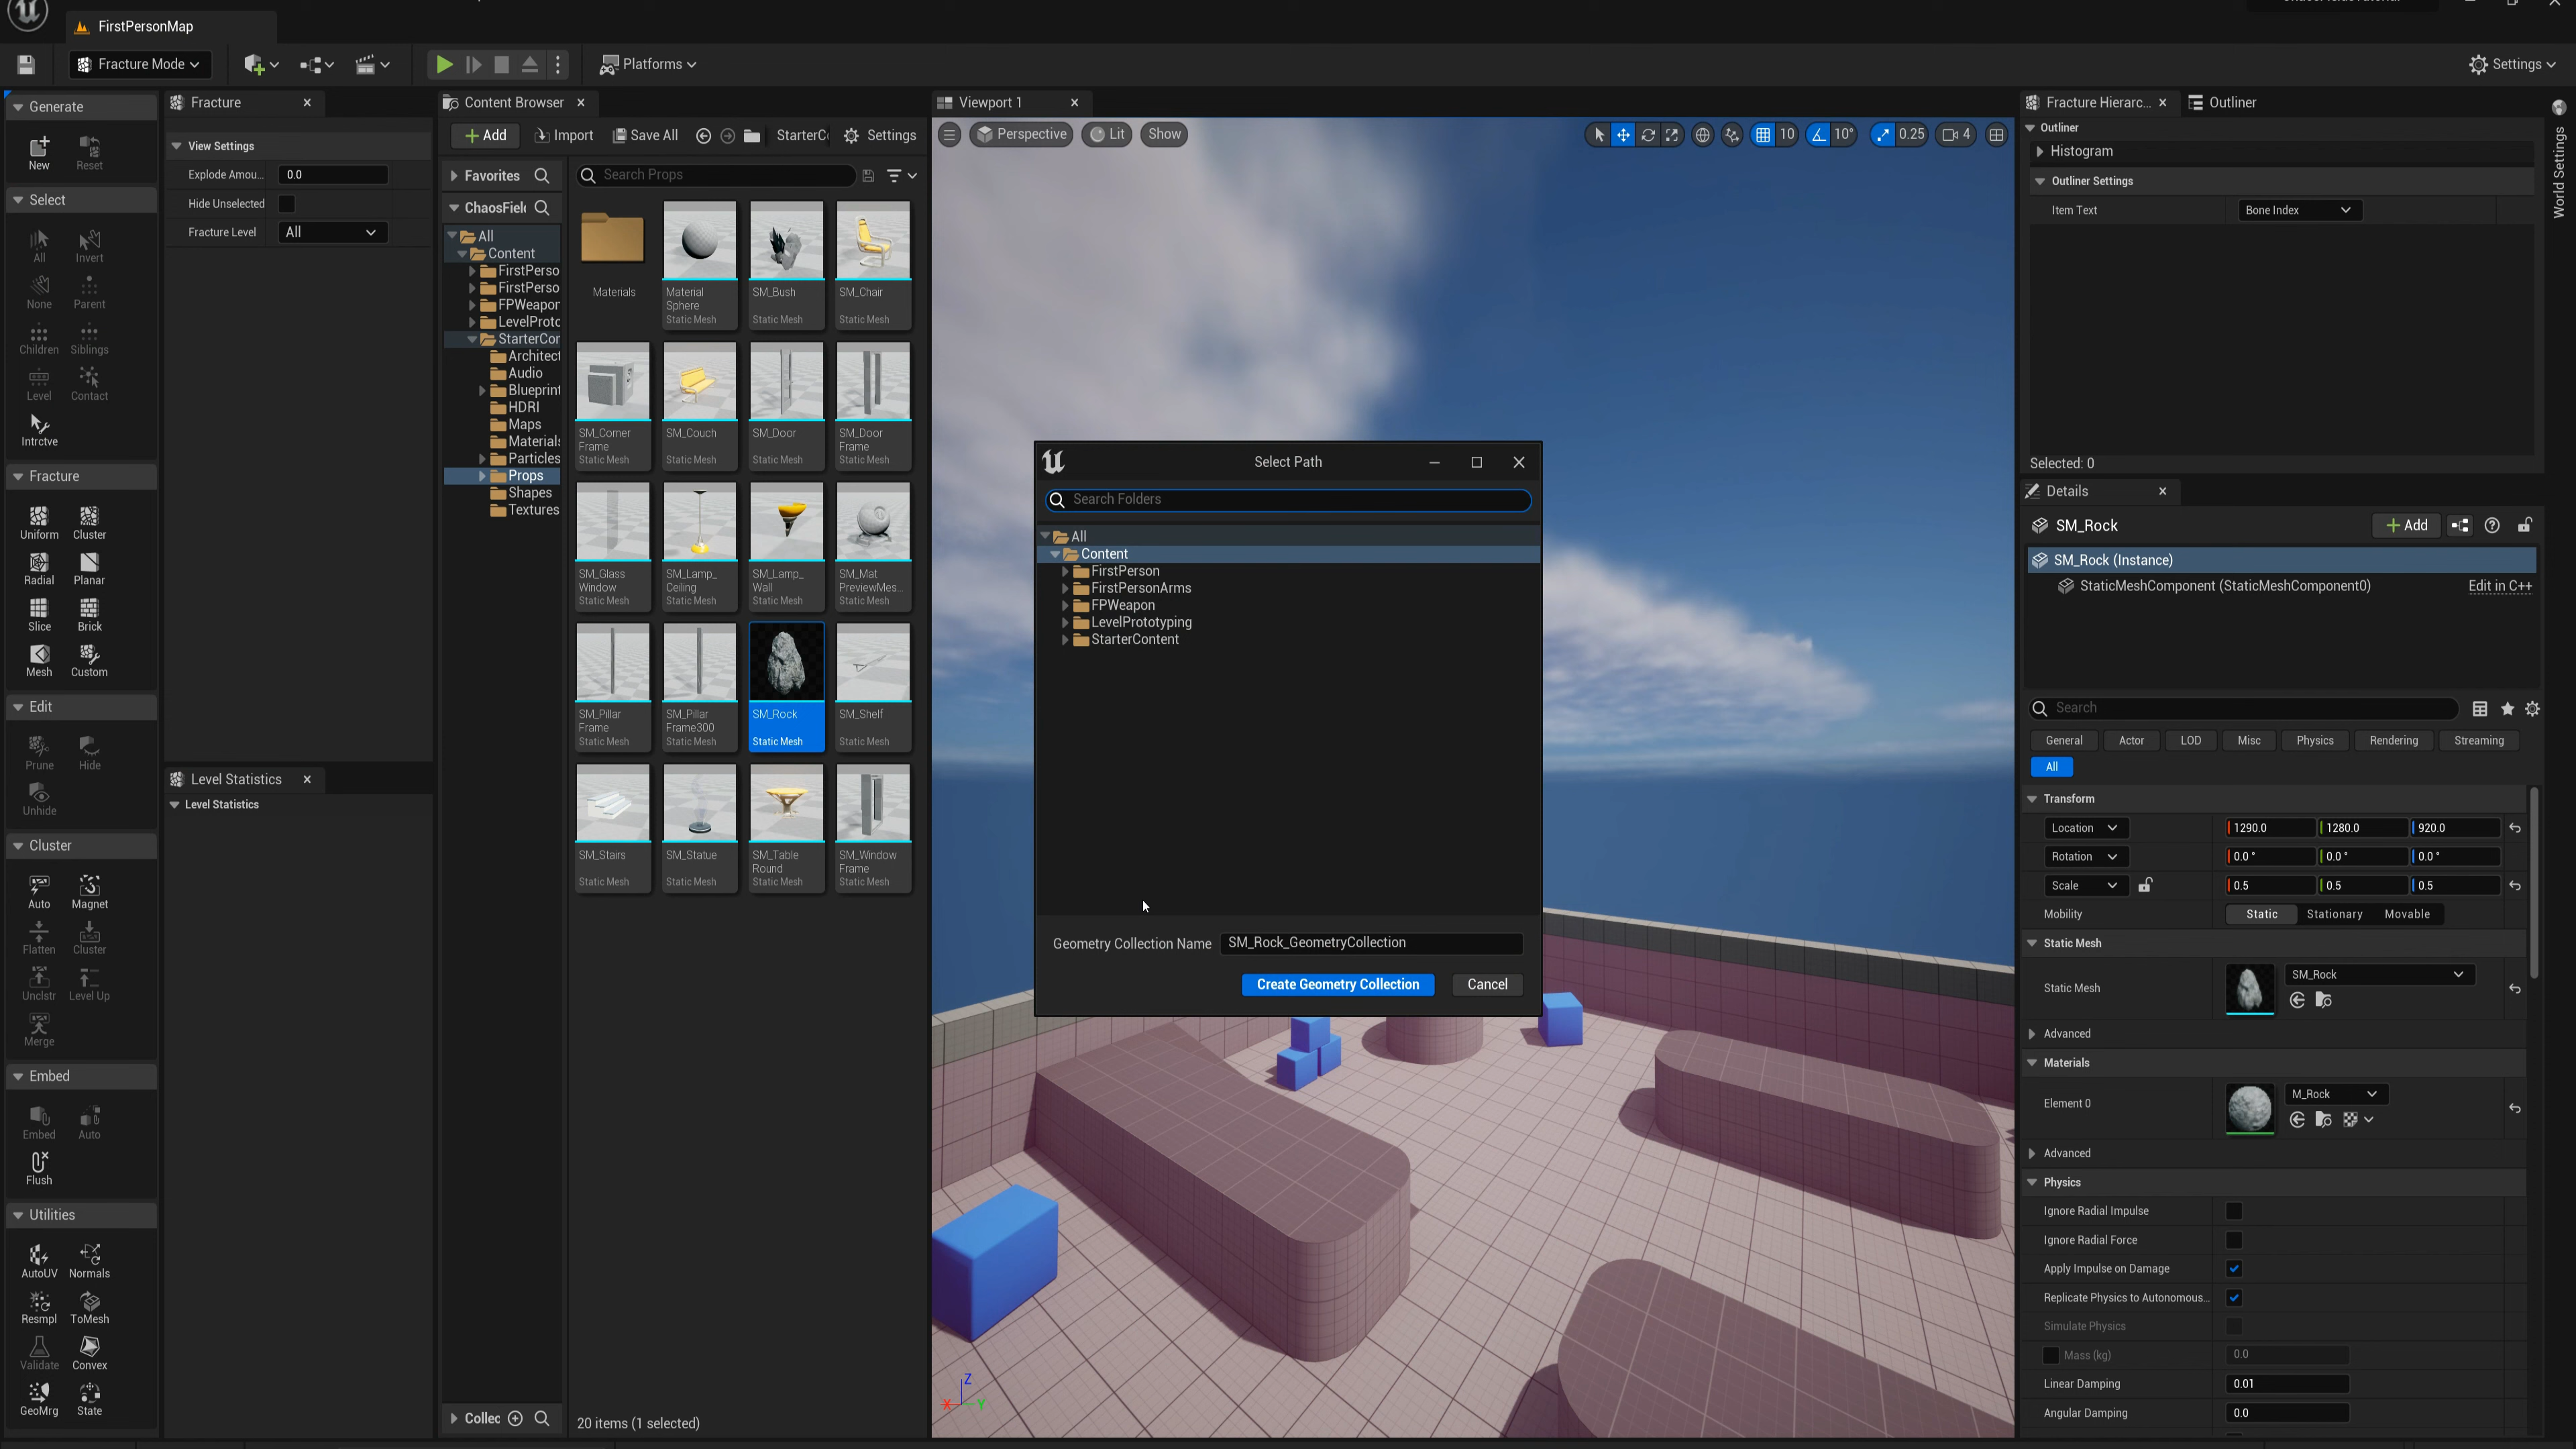 FirstPersonMap
Fracture Mode
Platforms
Settings
Generate
New
Reset
Select
All
Invert
None
Parent
Children
Siblings
Level
Contact
Intrctve
Fracture
Uniform
Cluster
Radial
Planar
Slice
Brick
Mesh
Custom
Edit
Prune
Hide
Unhide
Cluster
Auto
Magnet
Flatten
Cluster
Unclstr
Level Up
Merge
Embed
Embed
Auto
Flush
Utilities
AutoUV
Normals
Resmpl
ToMesh
Validate
Convex
GeoMrg
State
Fracture
View Settings
Explode Amou... 0.0
Hide Unselected
Fracture Level All
Level Statistics
Level Statistics
Content Browser
Add
Import
Save All
StarterCo
Settings
Favorites
Search Props
ChaosFiel
All
Content
FirstPerso
FirstPerso
FPWeapon
LevelProto
StarterCor
Architect
Audio
Blueprint
HDRI
Maps
Materials
Particles
Props
Shapes
Textures
Collec
Materials
Material Sphere
Static Mesh
SM_Bush
Static Mesh
SM_Chair
Static Mesh
SM_Corner Frame
Static Mesh
SM_Couch
Static Mesh
SM_Door
Static Mesh
SM_Door Frame
Static Mesh
SM_Glass Window
Static Mesh
SM_Lamp_ Ceiling
Static Mesh
SM_Lamp_ Wall
Static Mesh
SM_Mat PreviewMes...
Static Mesh
SM_Pillar Frame
Static Mesh
SM_Pillar Frame300
Static Mesh
SM_Rock
Static Mesh
SM_Shelf
Static Mesh
SM_Stairs
Static Mesh
SM_Statue
Static Mesh
SM_Table Round
Static Mesh
SM_Window Frame
Static Mesh
20 items (1 selected)
Viewport 1
Perspective
Lit
Show
10
10°
0.25
4
Select Path
Search Folders
All
Content
FirstPerson
FirstPersonArms
FPWeapon
LevelPrototyping
StarterContent
Geometry Collection Name SM_Rock_GeometryCollection
Create Geometry Collection
Cancel
Z
X
Y
Fracture Hierarc...
Outliner
Outliner
Histogram
Outliner Settings
Item Text Bone Index
Selected: 0
World Settings
Details
SM_Rock
Add
SM_Rock (Instance)
StaticMeshComponent (StaticMeshComponent0) Edit in C++
Search
General
Actor
LOD
Misc
Physics
Rendering
Streaming
All
Transform
Location 1290.0 1280.0 920.0
Rotation 0.0 ° 0.0 ° 0.0 °
Scale 0.5 0.5 0.5
Mobility Static Stationary Movable
Static Mesh
Static Mesh SM_Rock
Advanced
Materials
Element 0 M_Rock
Advanced
Physics
Ignore Radial Impulse
Ignore Radial Force
Apply Impulse on Damage
Replicate Physics to Autonomous...
Simulate Physics
Mass (kg) 0.0
Linear Damping 0.01
Angular Damping 0.0